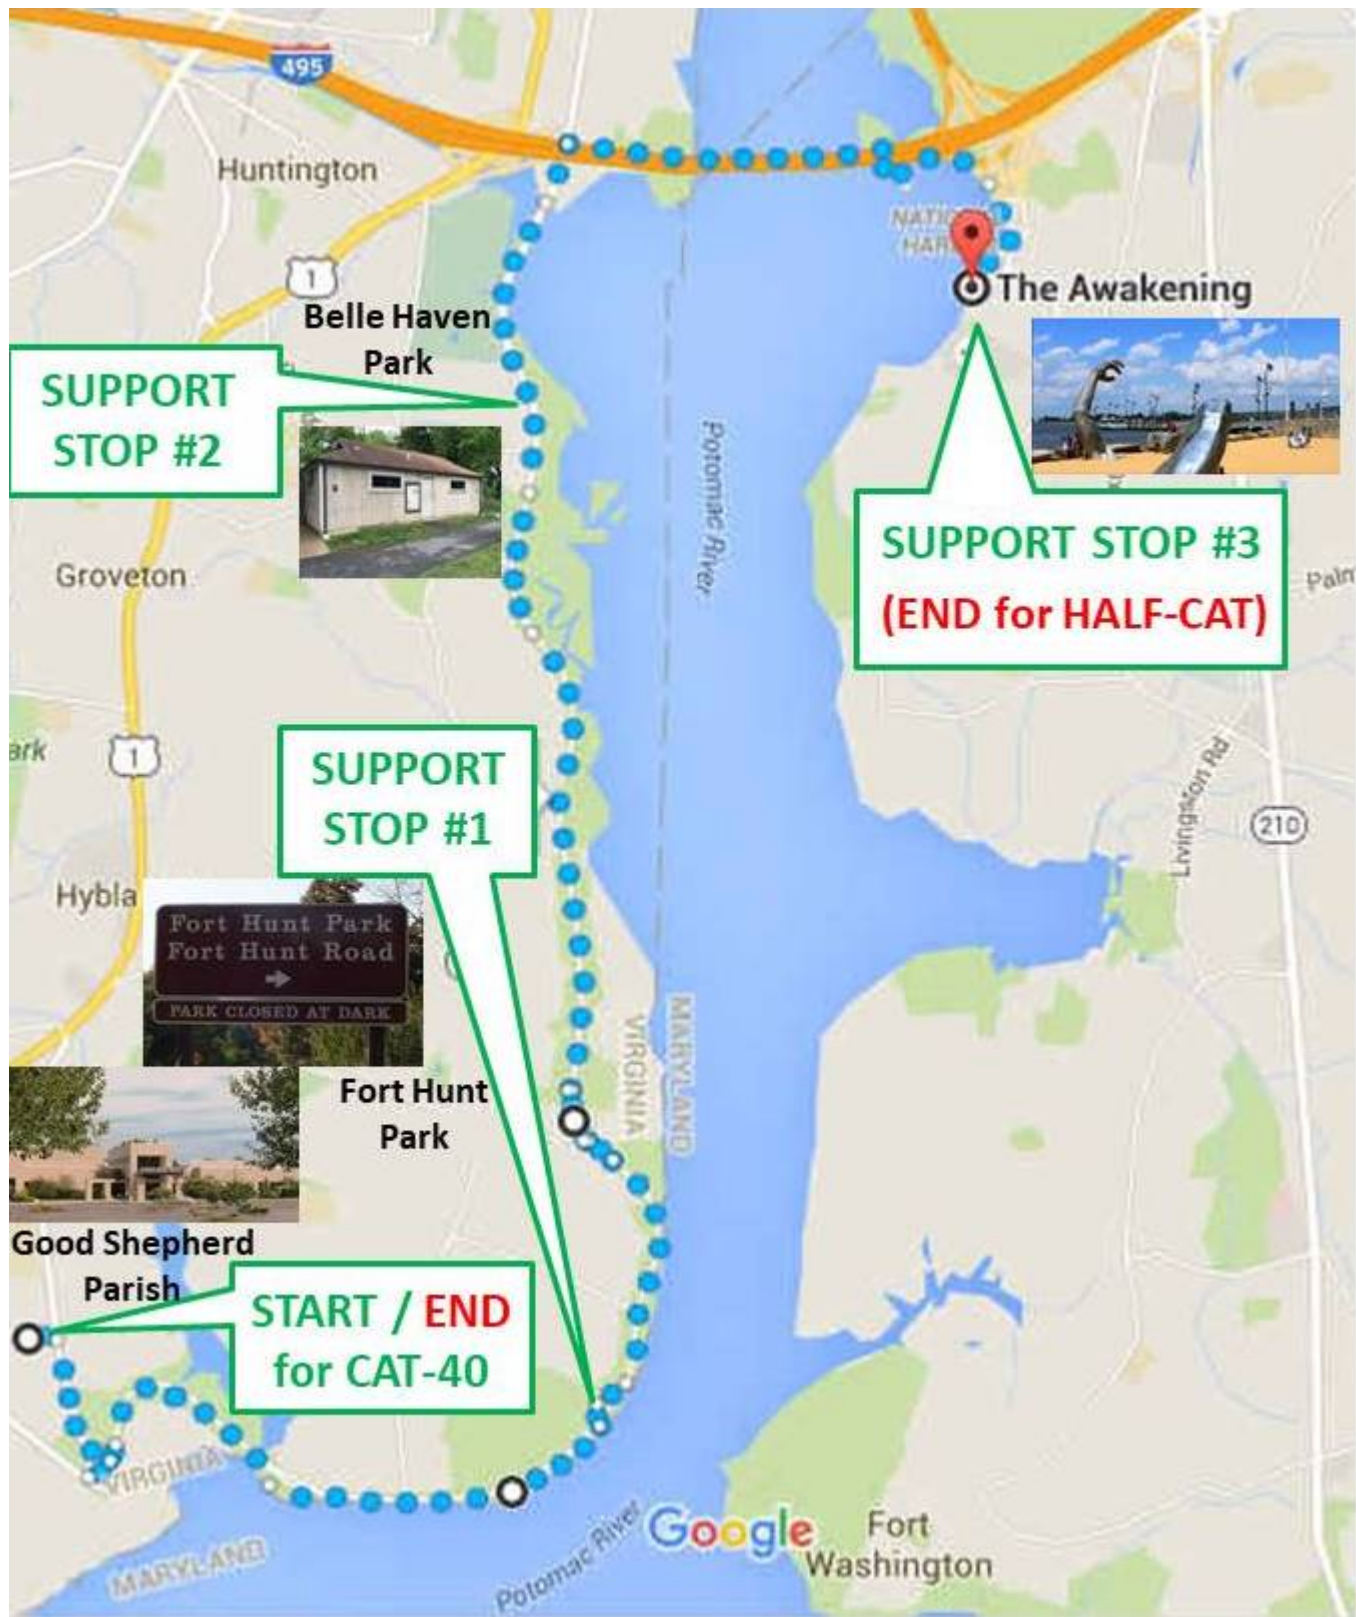 495
Huntington
NATIONAL
1
The Awakening
Belle Haven
Park
SUPPORT
STOP #2
Potomac River
SUPPORT STOP #3
(END for HALF-CAT)
Groveton
SUPPORT
STOP #1
1
Livingston Rd
210
Hybla
Fort Hunt Park
Fort Hunt Road
PARK CLOSED AT DARK
VIRGINIA
MARYLAND
Fort Hunt
Park
Good Shepherd
Parish
START / END
for CAT-40
VIRGINIA
MARYLAND
Potomac River
Google
Fort
Washington